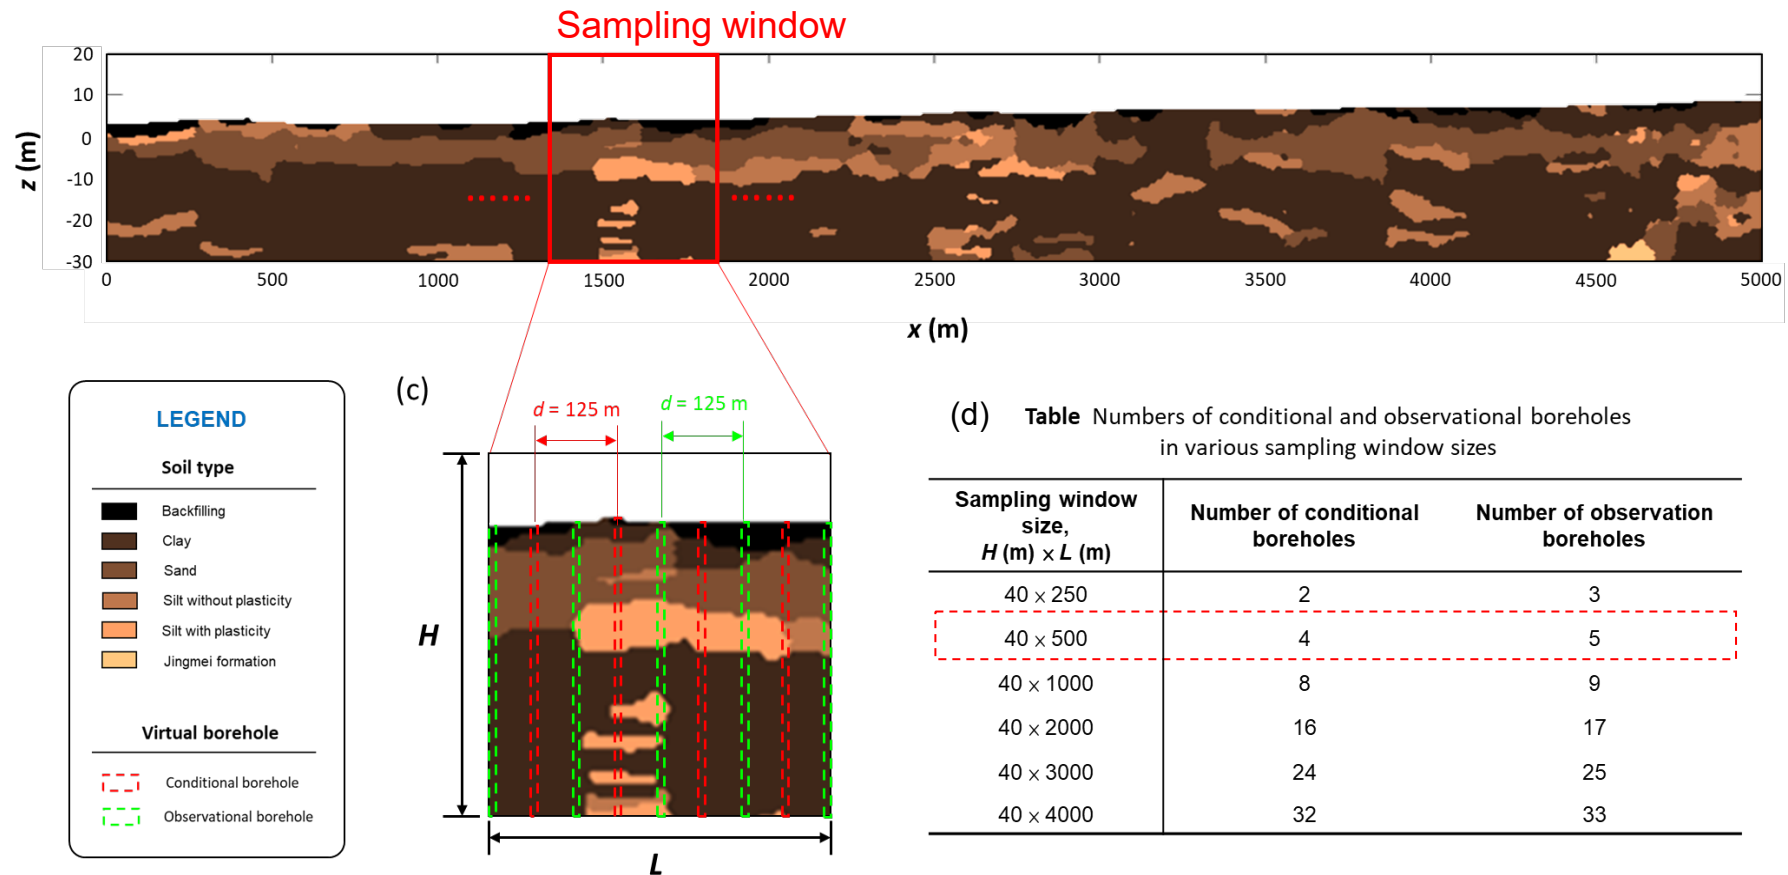 Sampling window
20
10
0
-10
-20
-30
z (m)
0 500 1000 1500 2000 2500 3000 3500 4000 4500 5000
x (m)
LEGEND
Soil type
Backfilling
Clay
Sand
Silt without plasticity
Silt with plasticity
Jingmei formation
Virtual borehole
Conditional borehole
Observational borehole
(c)
d = 125 m d = 125 m
H
L
(d) Table Numbers of conditional and observational boreholes
in various sampling window sizes
Sampling window
size,
H (m) × L (m)
Number of conditional
boreholes
Number of observation
boreholes
40 × 250 2 3
40 × 500 4 5
40 × 1000 8 9
40 × 2000 16 17
40 × 3000 24 25
40 × 4000 32 33